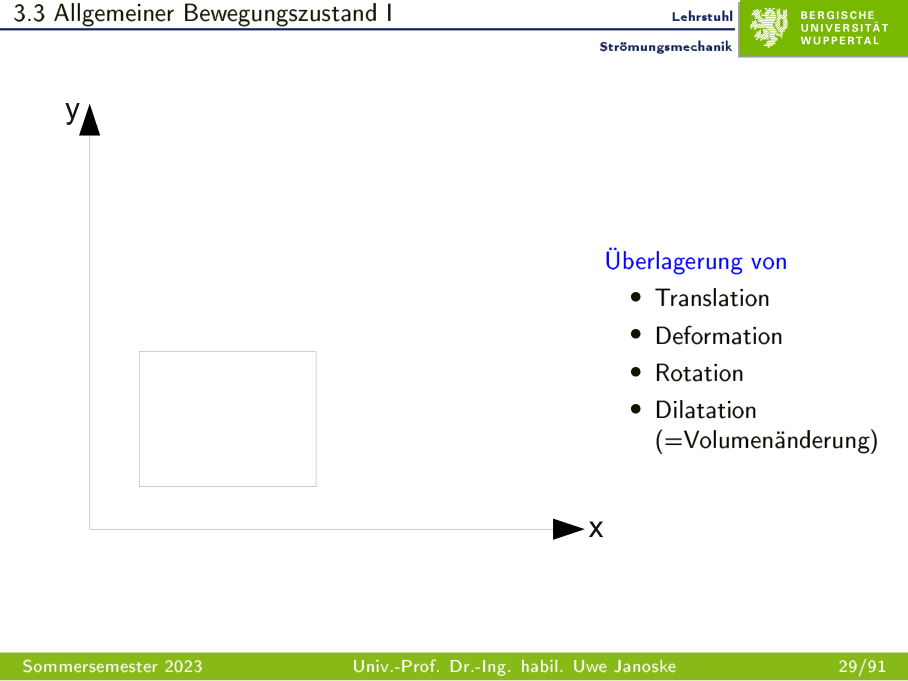 3.3 Allgemeiner Bewegungszustand I
Lehrstuhl
Strömungsmechanik
BERGISCHE
UNIVERSITÄT
WUPPERTAL
y
Überlagerung von
• Translation
• Deformation
• Rotation
• Dilatation
(=Volumenänderung)
x
Sommersemester 2023
Univ.-Prof. Dr.-Ing. habil. Uwe Janoske
29/91